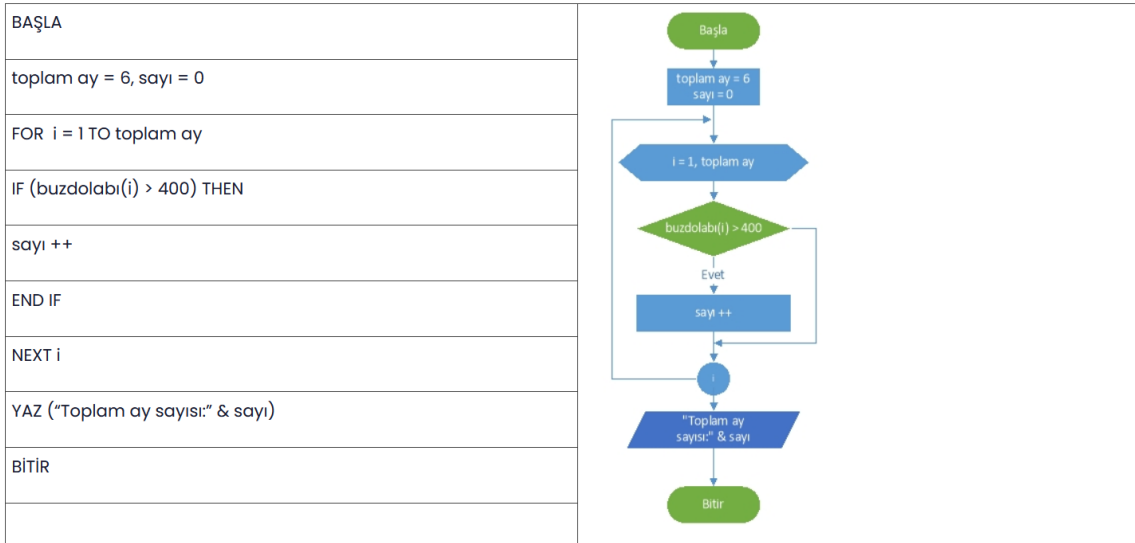 BAŞLA
toplam ay = 6, sayı = 0
FOR i = 1 TO toplam ay
IF (buzdolabı(i) > 400) THEN
sayı ++
END IF
NEXT i
YAZ (“Toplam ay sayısı:” & sayı)
BİTİR
Başla
toplam ay = 6
sayı = 0
i = 1, toplam ay
buzdolabı(i) > 400
Evet
sayı ++
i
"Toplam ay
sayısı:" & sayı
Bitir